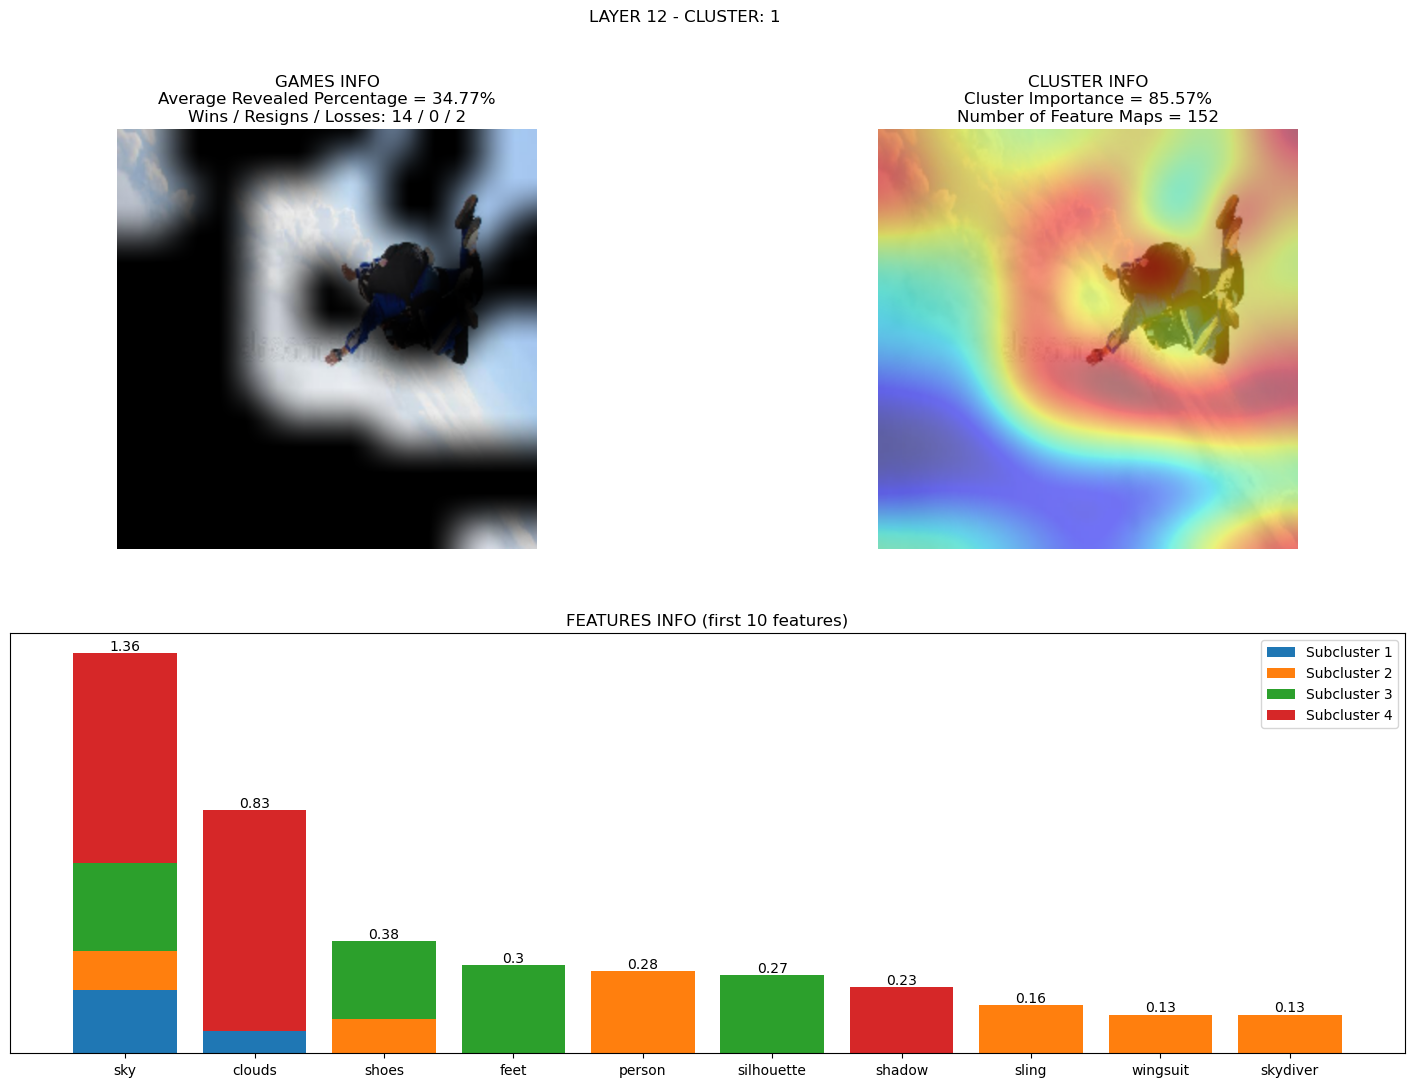 LAYER 12 - CLUSTER: 1
GAMES INFO
Average Revealed Percentage = 34.77%
Wins / Resigns / Losses: 14 / 0 / 2
CLUSTER INFO
Cluster Importance = 85.57%
Number of Feature Maps = 152
FEATURES INFO (first 10 features)
1.36
0.83
0.38
0.3
0.28
0.27
0.23
0.16
0.13
0.13
Subcluster 1
Subcluster 2
Subcluster 3
Subcluster 4
sky
clouds
shoes
feet
person
silhouette
shadow
sling
wingsuit
skydiver